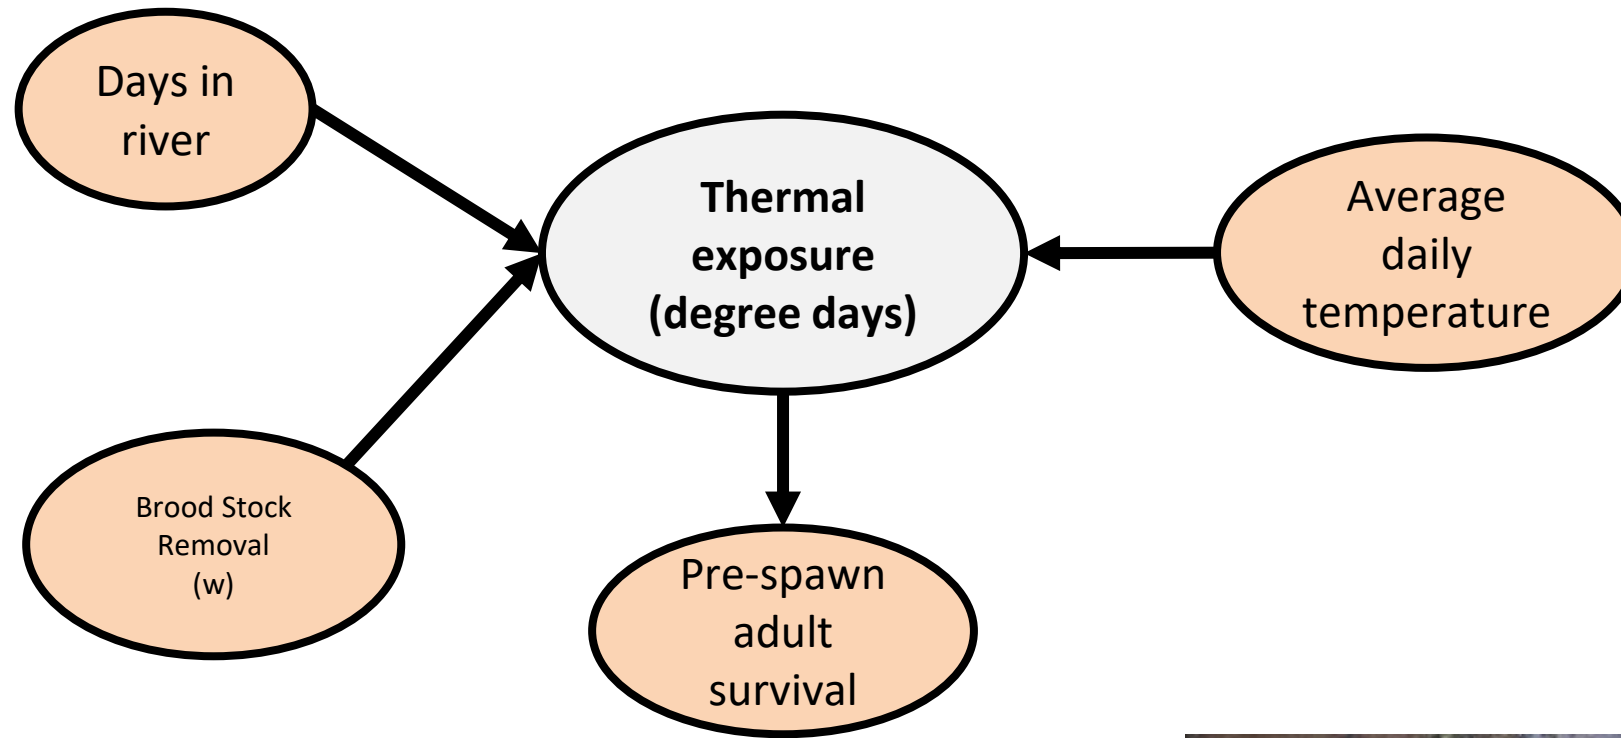 Days in
river
Thermal
exposure
(degree days)
Average
daily
temperature
Brood Stock
Removal
(w)
Pre-spawn
adult
survival